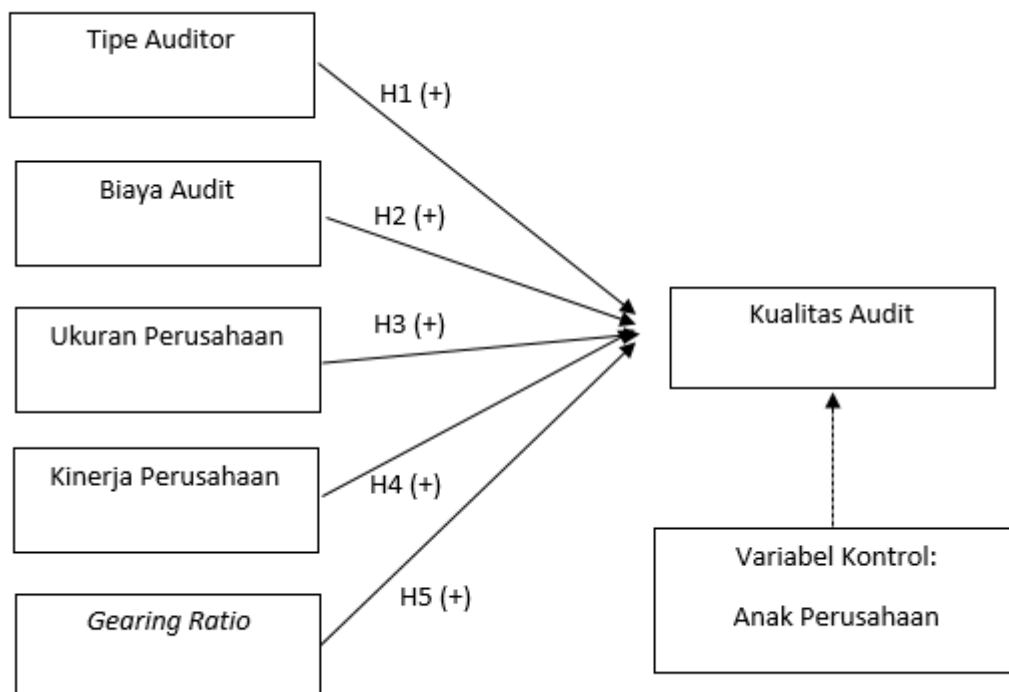 Tipe Auditor
H1 (+)
Biaya Audit
H2 (+)
Ukuran Perusahaan
H3 (+)
Kualitas Audit
Kinerja Perusahaan
H4 (+)
Gearing Ratio
H5 (+)
Variabel Kontrol:
Anak Perusahaan